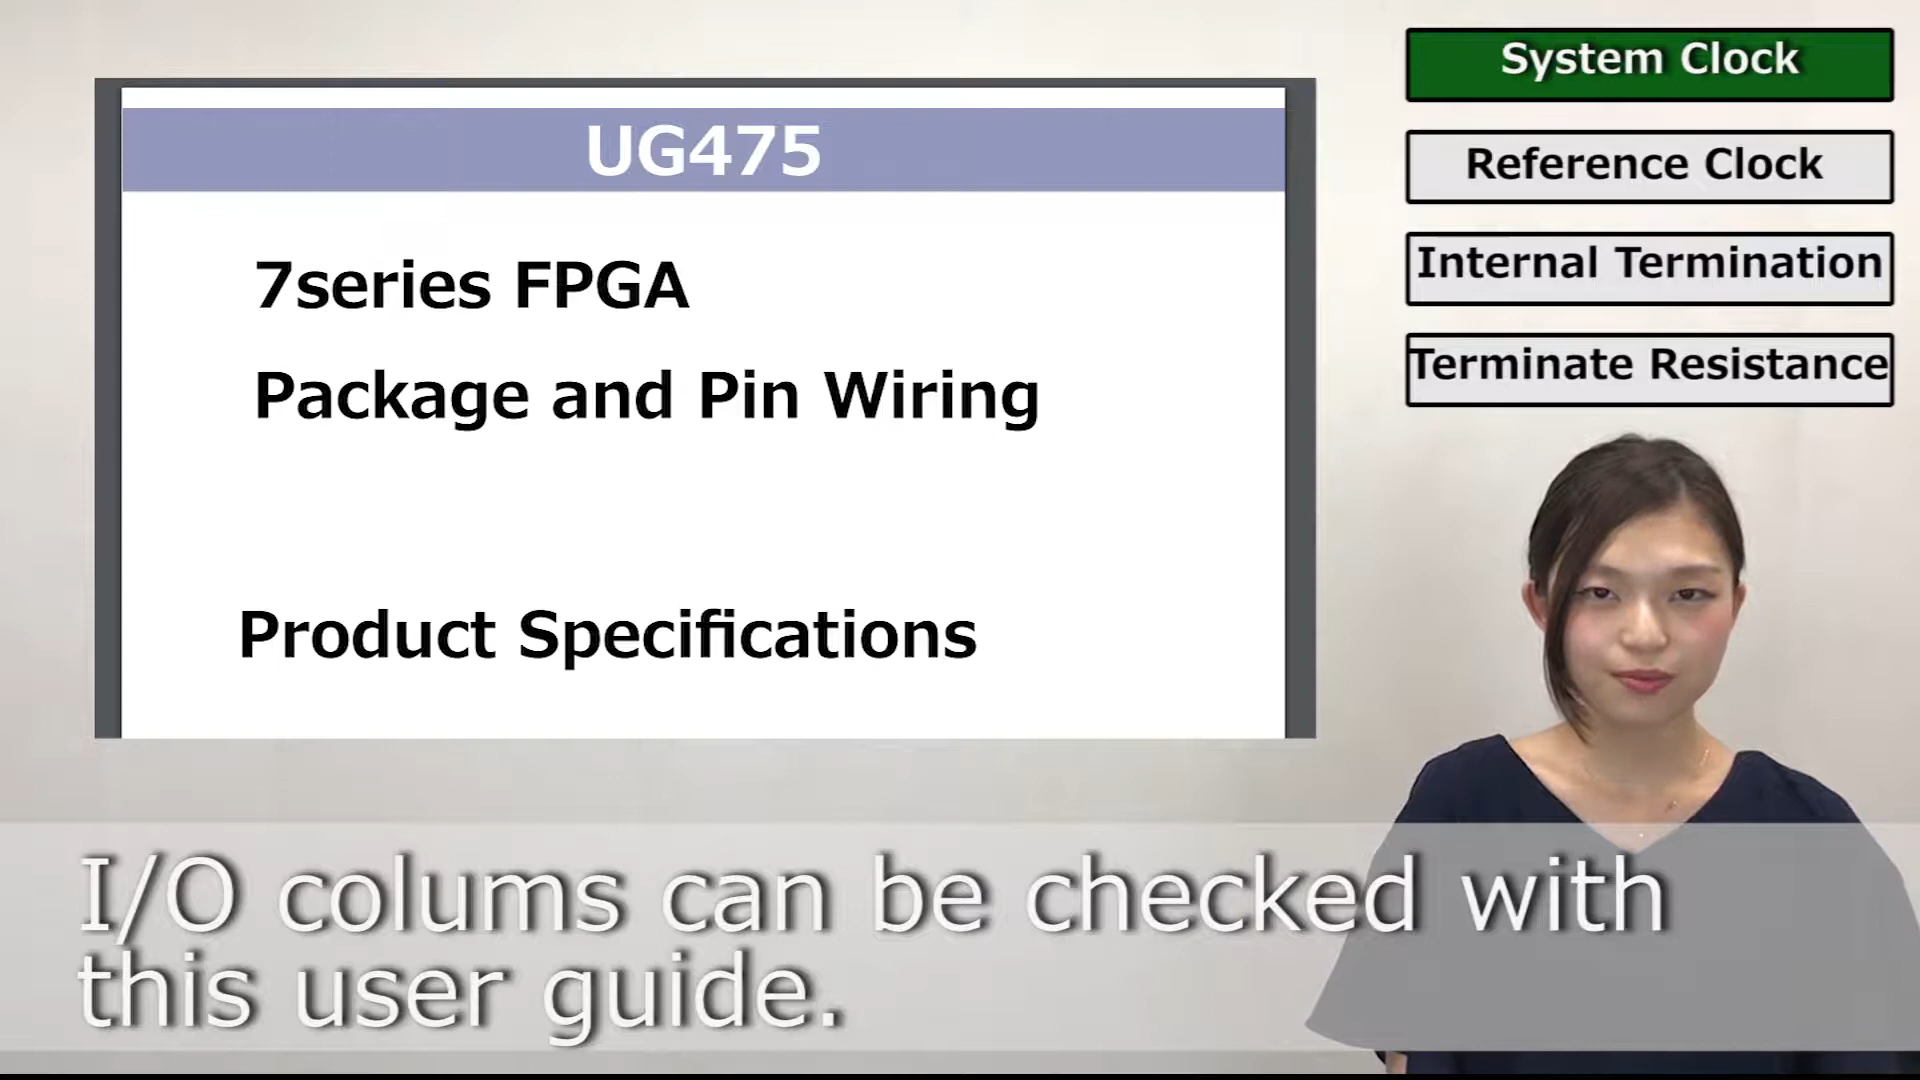 UG475
7series FPGA
Package and Pin Wiring
Product Specifications
System Clock
Reference Clock
Internal Termination
Terminate Resistance
I/O colums can be checked with
this user guide.